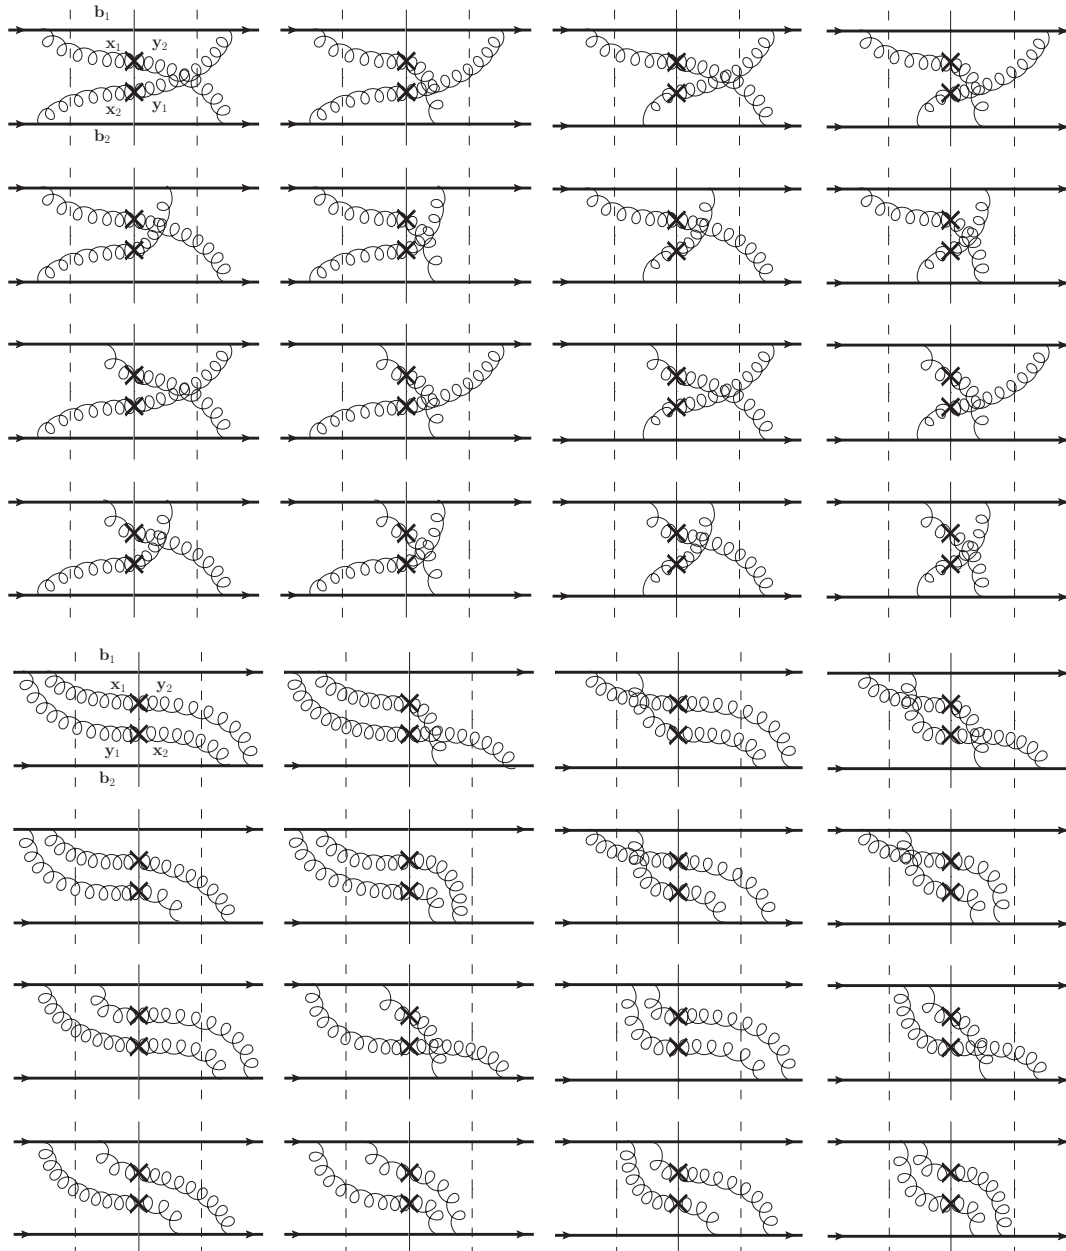 b₁
x₁ y₂
x₂ y₁
b₂
b₁
x₁ y₂
y₁ x₂
b₂